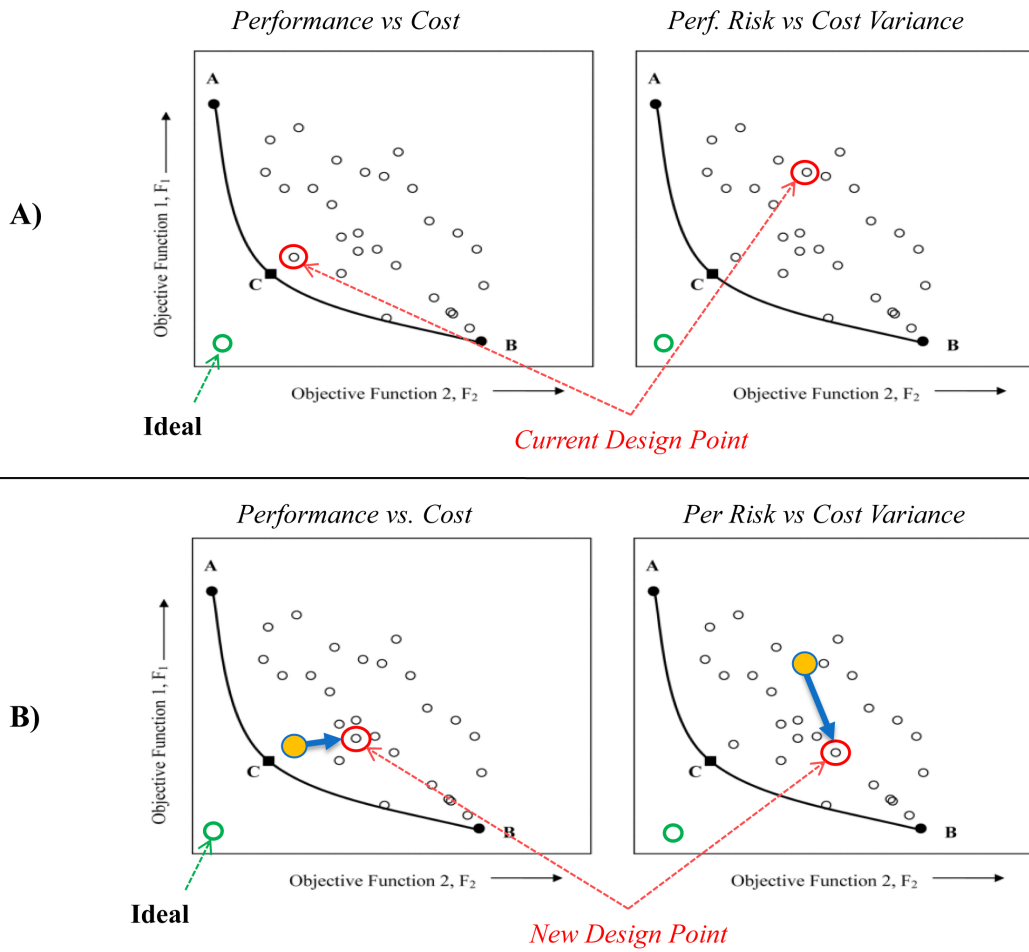 Performance vs Cost
Perf. Risk vs Cost Variance
A)
Objective Function 1, F₁
A
C
B
A
C
B
Objective Function 2, F₂
Objective Function 2, F₂
Ideal
Current Design Point
Performance vs. Cost
Per Risk vs Cost Variance
B)
Objective Function 1, F₁
A
C
B
A
C
B
Objective Function 2, F₂
Objective Function 2, F₂
Ideal
New Design Point